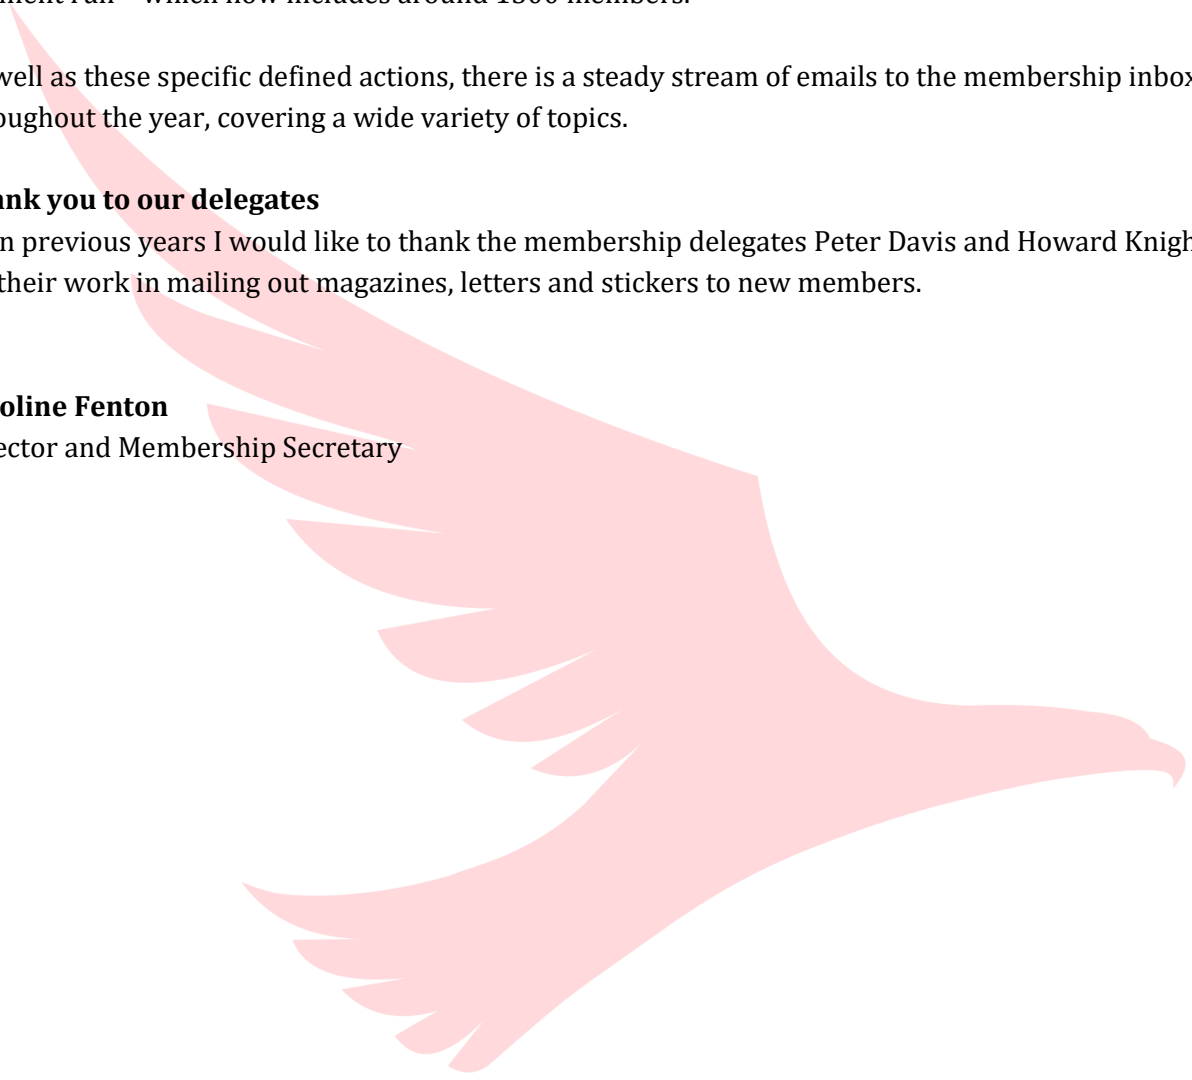 which now includes around 1500 members.
well as these specific defined actions, there is a steady stream of emails to the membership inbox
oughout the year, covering a wide variety of topics.
ank you to our delegates
n previous years I would like to thank the membership delegates Peter Davis and Howard Knigh
their work in mailing out magazines, letters and stickers to new members.
oline Fenton
ector and Membership Secretary